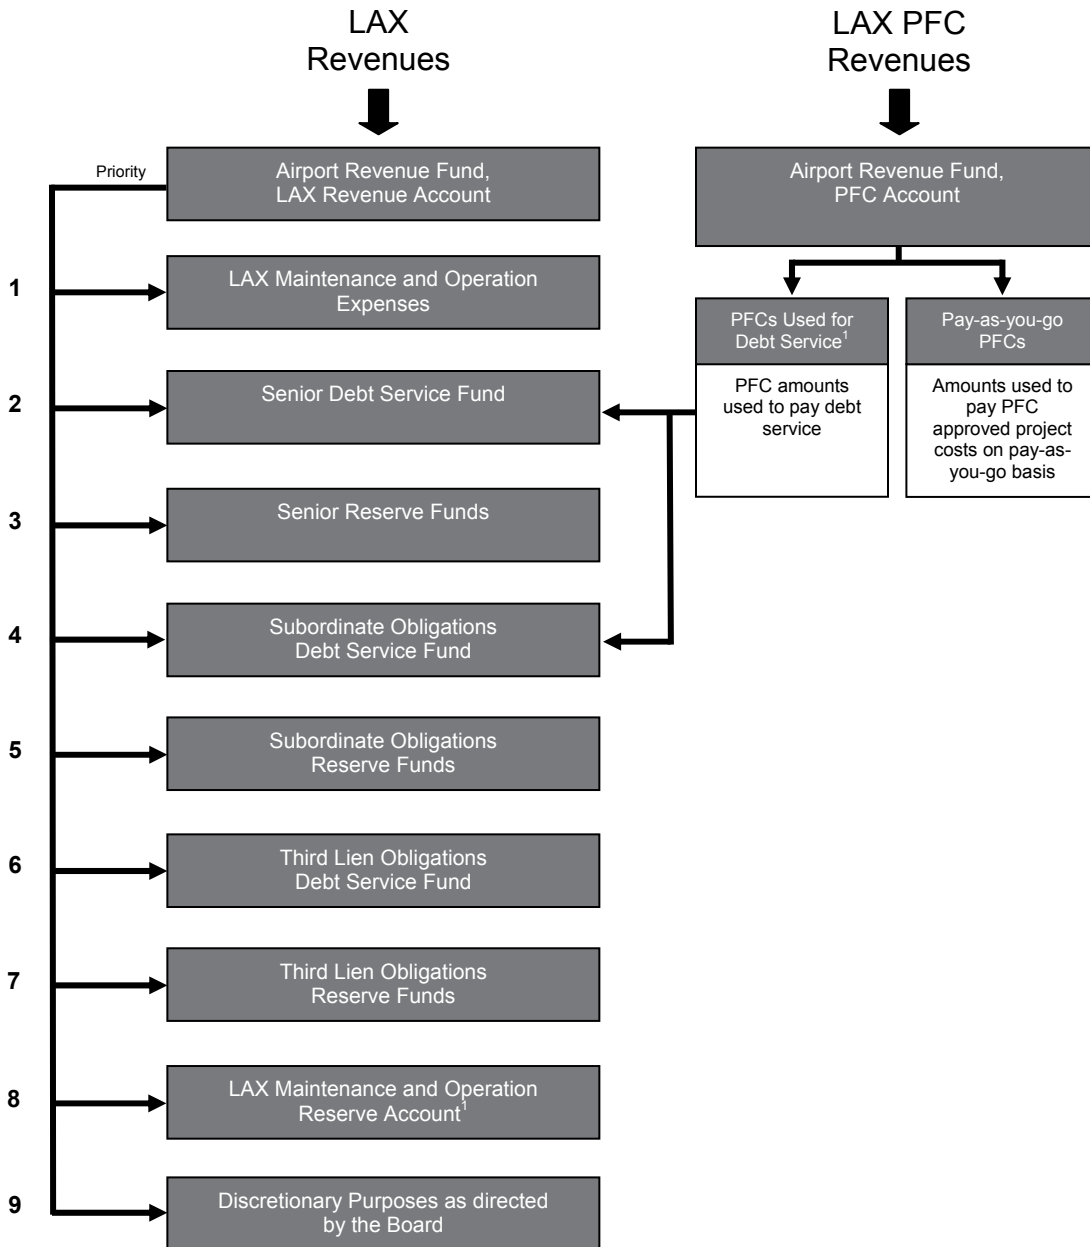 LAX
Revenues
LAX PFC
Revenues
Priority
Airport Revenue Fund,
LAX Revenue Account
Airport Revenue Fund,
PFC Account
1
LAX Maintenance and Operation
Expenses
PFCs Used for
Debt Service1
PFC amounts
used to pay debt
service
Pay-as-you-go
PFCs
Amounts used to
pay PFC
approved project
costs on pay-as-
you-go basis
2
Senior Debt Service Fund
3
Senior Reserve Funds
4
Subordinate Obligations
Debt Service Fund
5
Subordinate Obligations
Reserve Funds
6
Third Lien Obligations
Debt Service Fund
7
Third Lien Obligations
Reserve Funds
8
LAX Maintenance and Operation
Reserve Account1
9
Discretionary Purposes as directed
by the Board